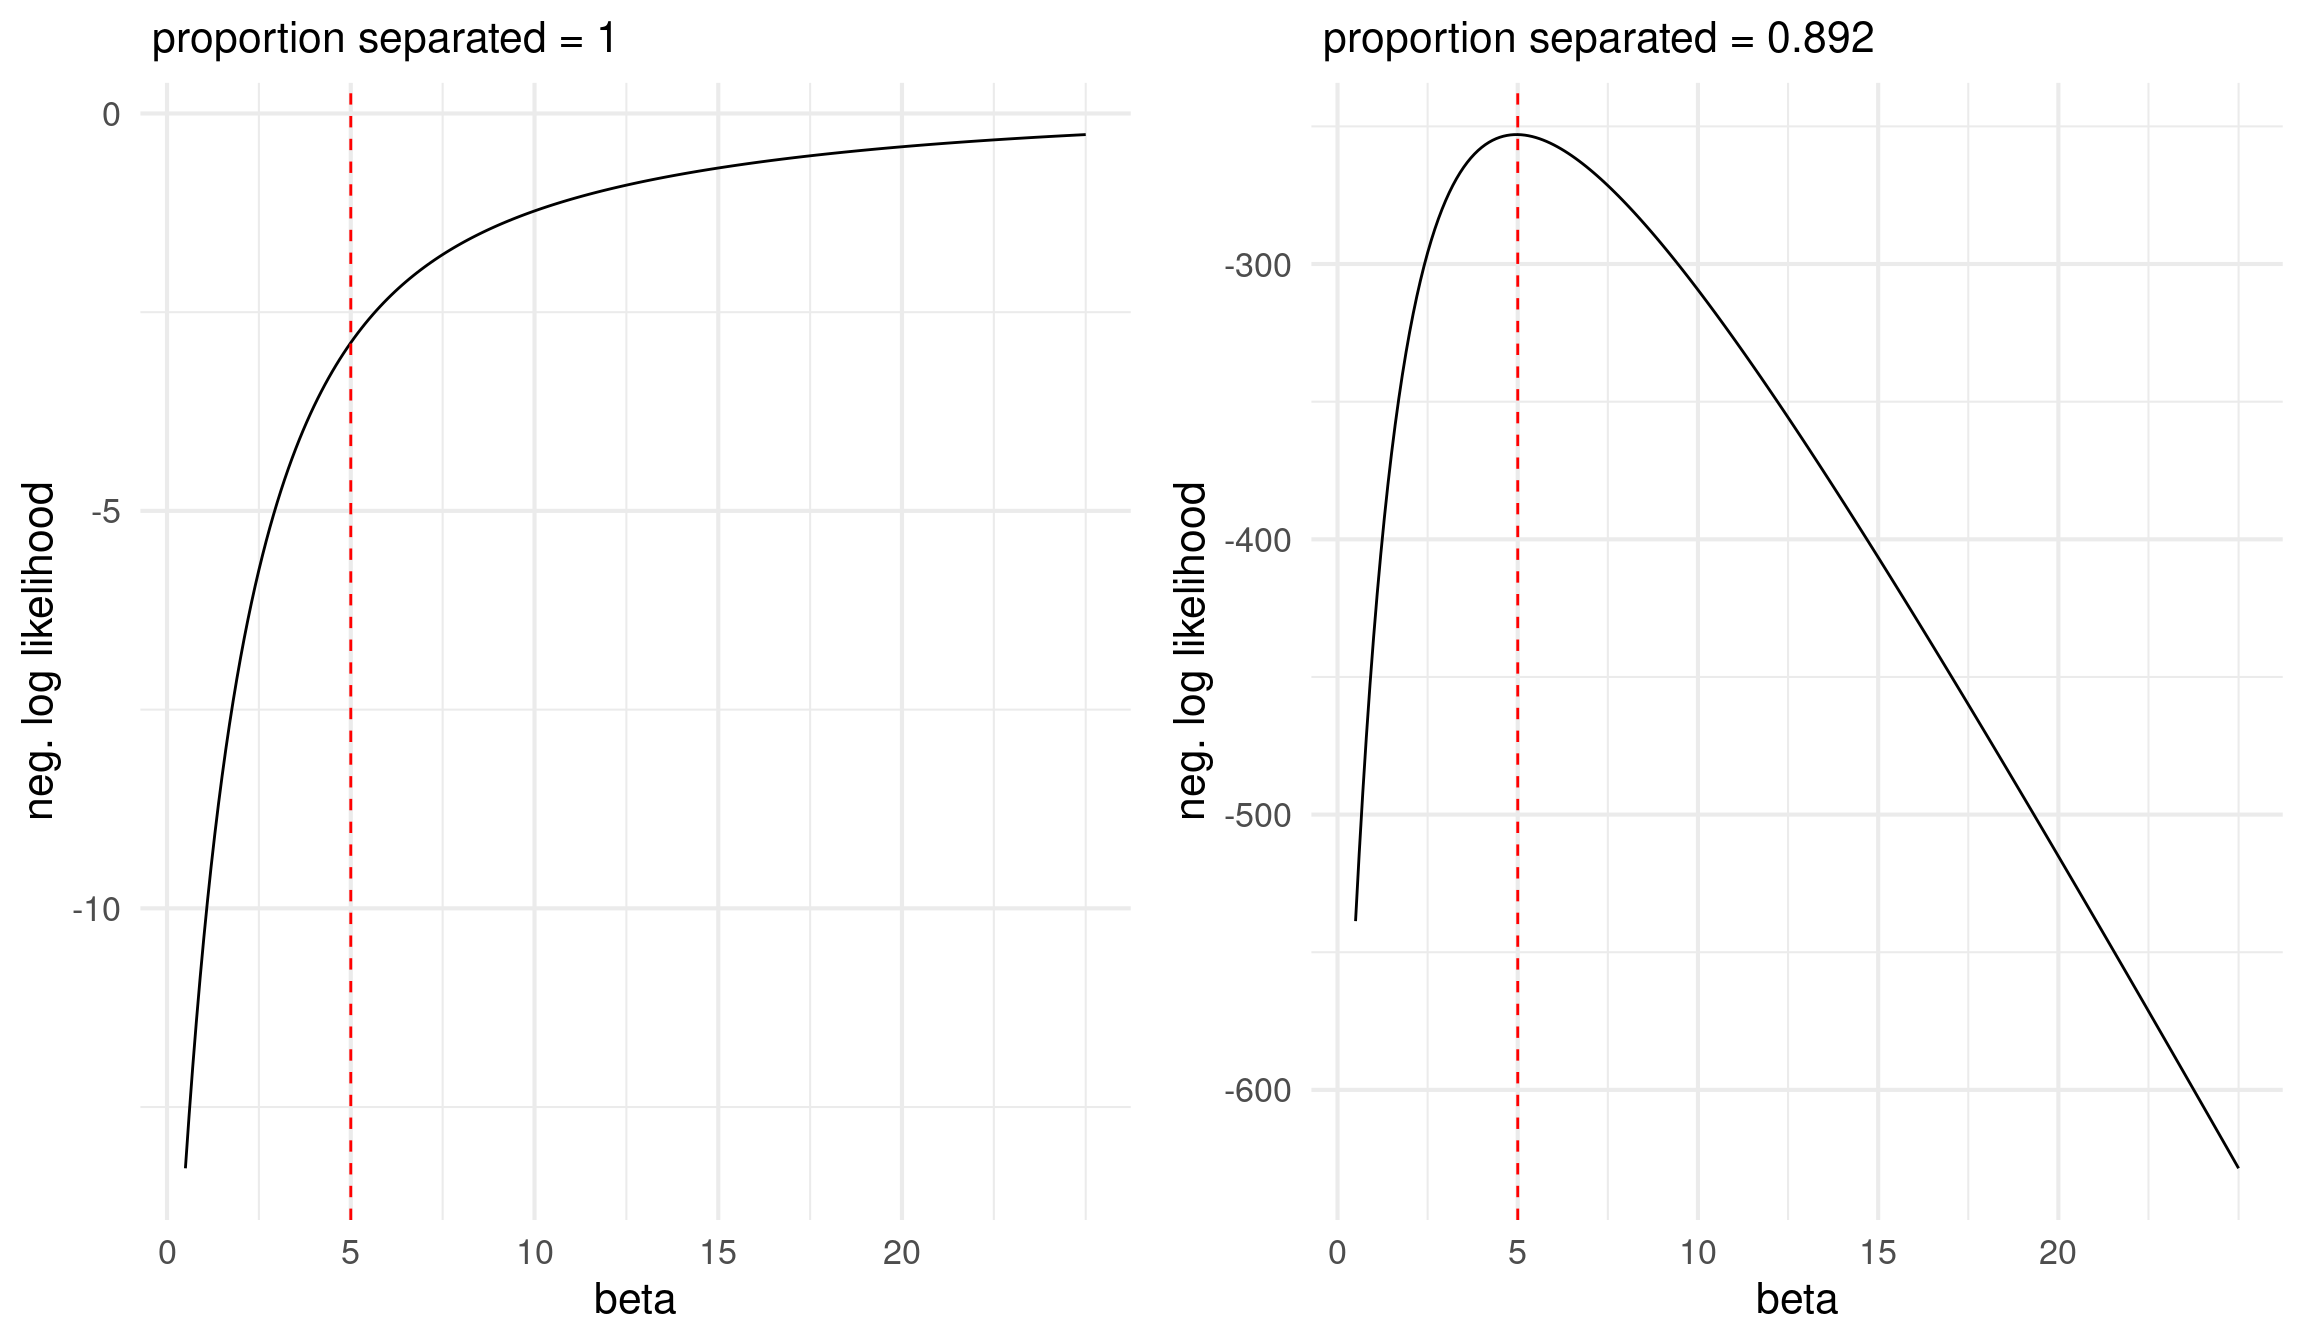 proportion separated = 1
0
-5
-10
neg. log likelihood
0 5 10 15 20
beta
proportion separated = 0.892
-300
-400
-500
-600
neg. log likelihood
0 5 10 15 20
beta